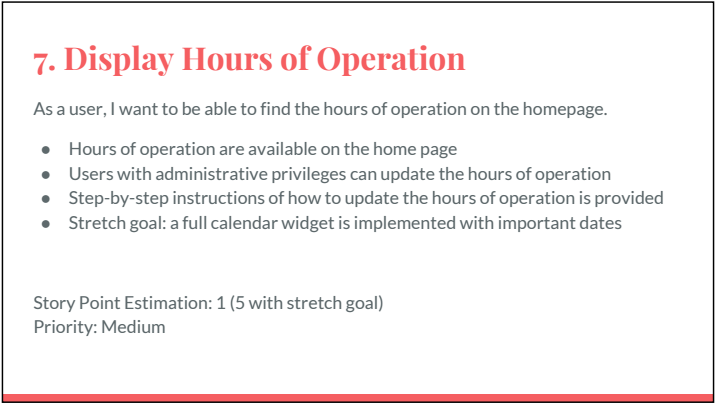 7. Display Hours of Operation
As a user, I want to be able to find the hours of operation on the homepage.
● Hours of operation are available on the home page
● Users with administrative privileges can update the hours of operation
● Step-by-step instructions of how to update the hours of operation is provided
● Stretch goal: a full calendar widget is implemented with important dates
Story Point Estimation: 1 (5 with stretch goal)
Priority: Medium